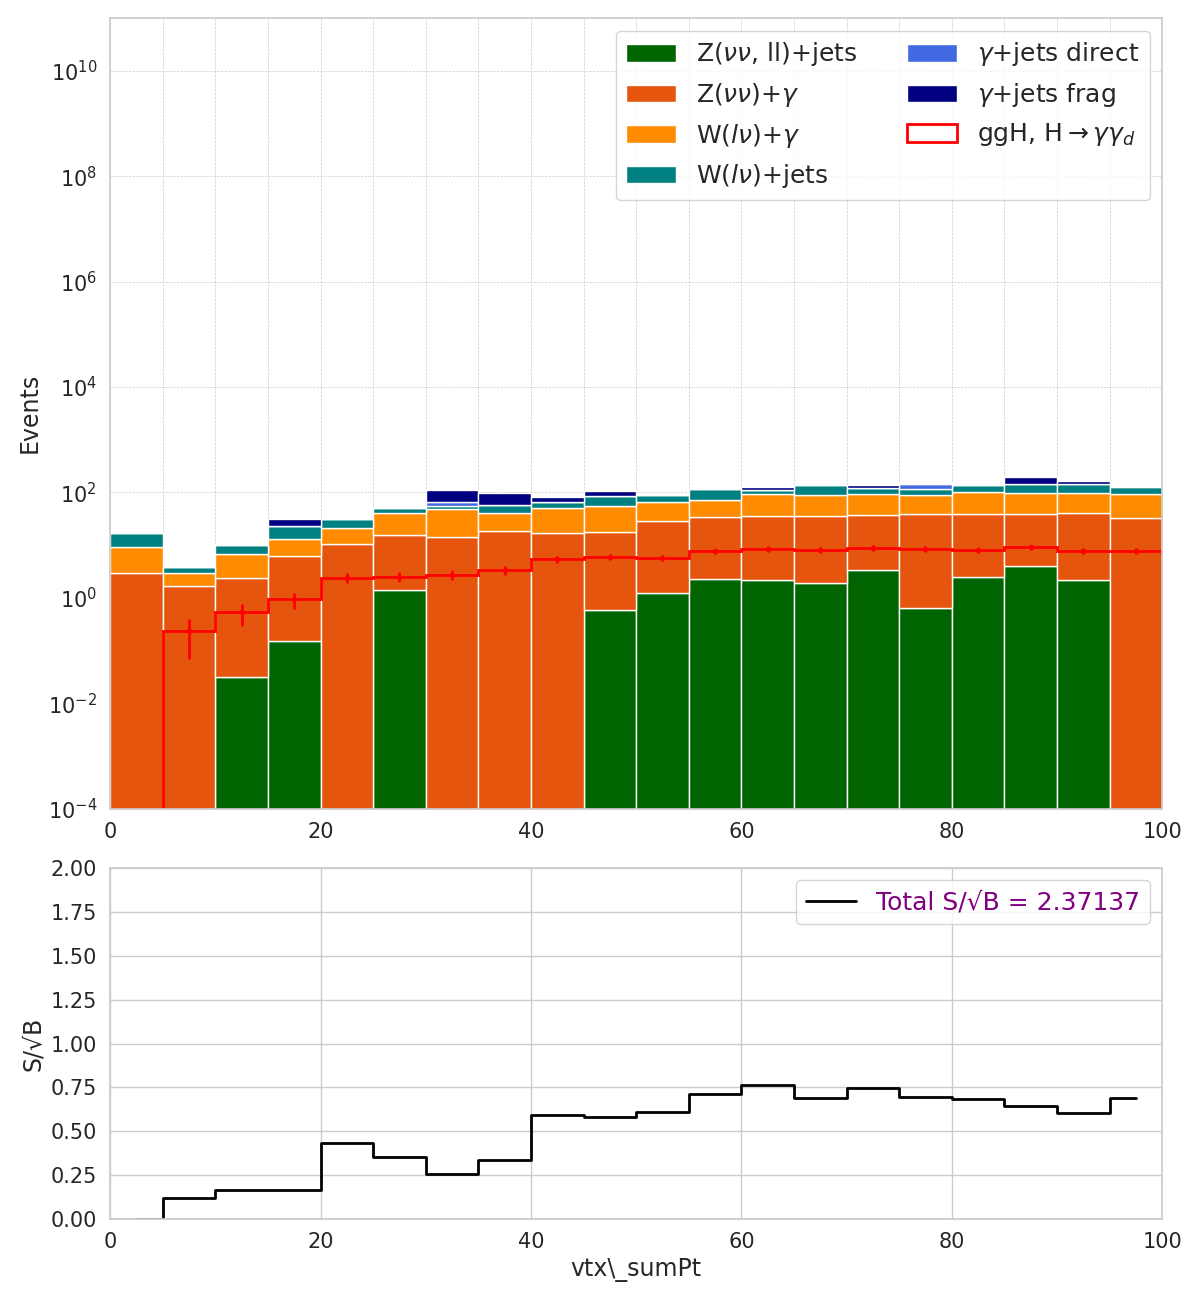 Z(νν, ll)+jets
Z(νν)+γ
W(lν)+γ
W(lν)+jets
γ+jets direct
γ+jets frag
ggH, H→γγ_d
Events
10^10
10^8
10^6
10^4
10^2
10^0
10^−2
10^−4
0 20 40 60 80 100
Total S/√B = 2.37137
S/√B
2.00
1.75
1.50
1.25
1.00
0.75
0.50
0.25
0.00
0 20 40 60 80 100
vtx\_sumPt